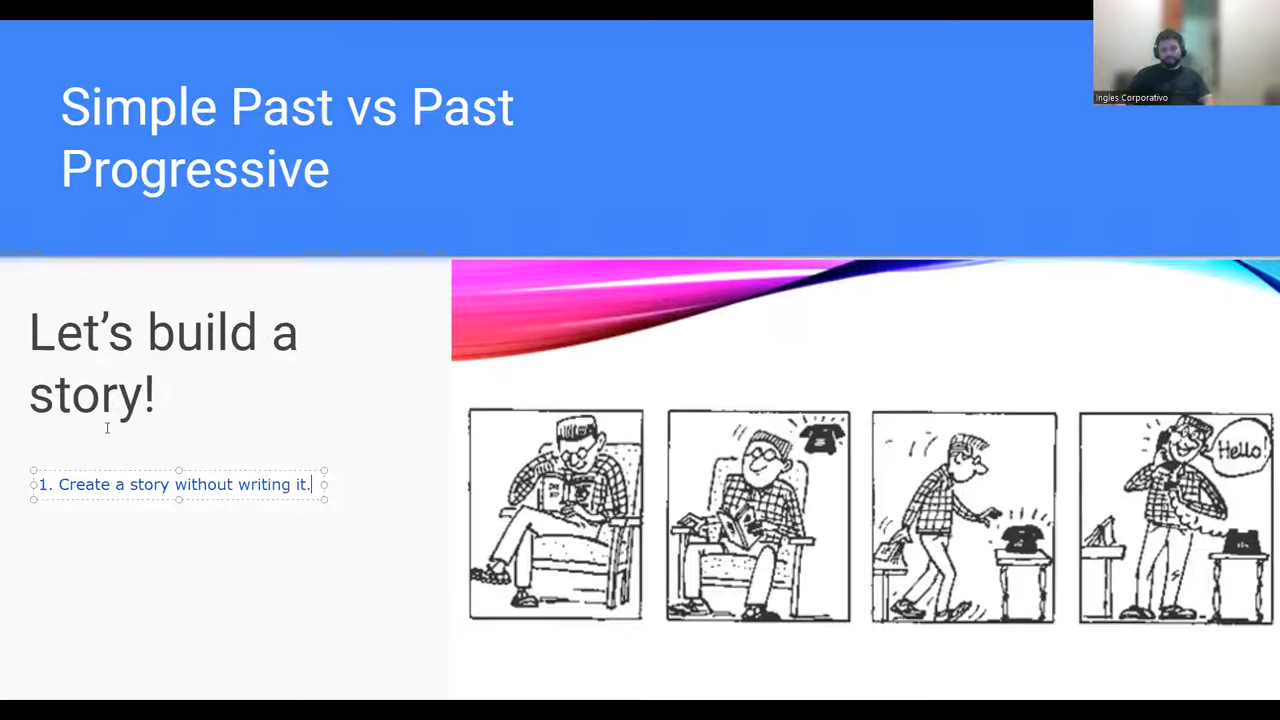 Ingles Corporativo
Simple Past vs Past
Progressive
Let’s build a
story!
1. Create a story without writing it.
Hello!